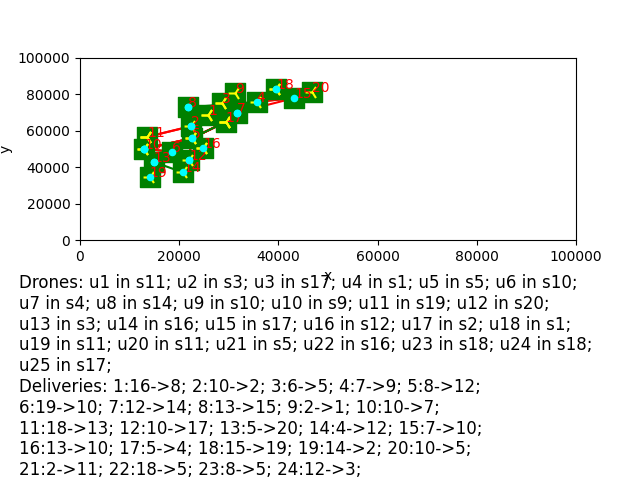 100000
80000
60000
40000
20000
0
y
0 20000 40000 60000 80000 100000
x
Drones: u1 in s11; u2 in s3; u3 in s17; u4 in s1; u5 in s5; u6 in s10;
u7 in s4; u8 in s14; u9 in s10; u10 in s9; u11 in s19; u12 in s20;
u13 in s3; u14 in s16; u15 in s17; u16 in s12; u17 in s2; u18 in s1;
u19 in s11; u20 in s11; u21 in s5; u22 in s16; u23 in s18; u24 in s18;
u25 in s17;
Deliveries: 1:16->8; 2:10->2; 3:6->5; 4:7->9; 5:8->12;
6:19->10; 7:12->14; 8:13->15; 9:2->1; 10:10->7;
11:18->13; 12:10->17; 13:5->20; 14:4->12; 15:7->10;
16:13->10; 17:5->4; 18:15->19; 19:14->2; 20:10->5;
21:2->11; 22:18->5; 23:8->5; 24:12->3;